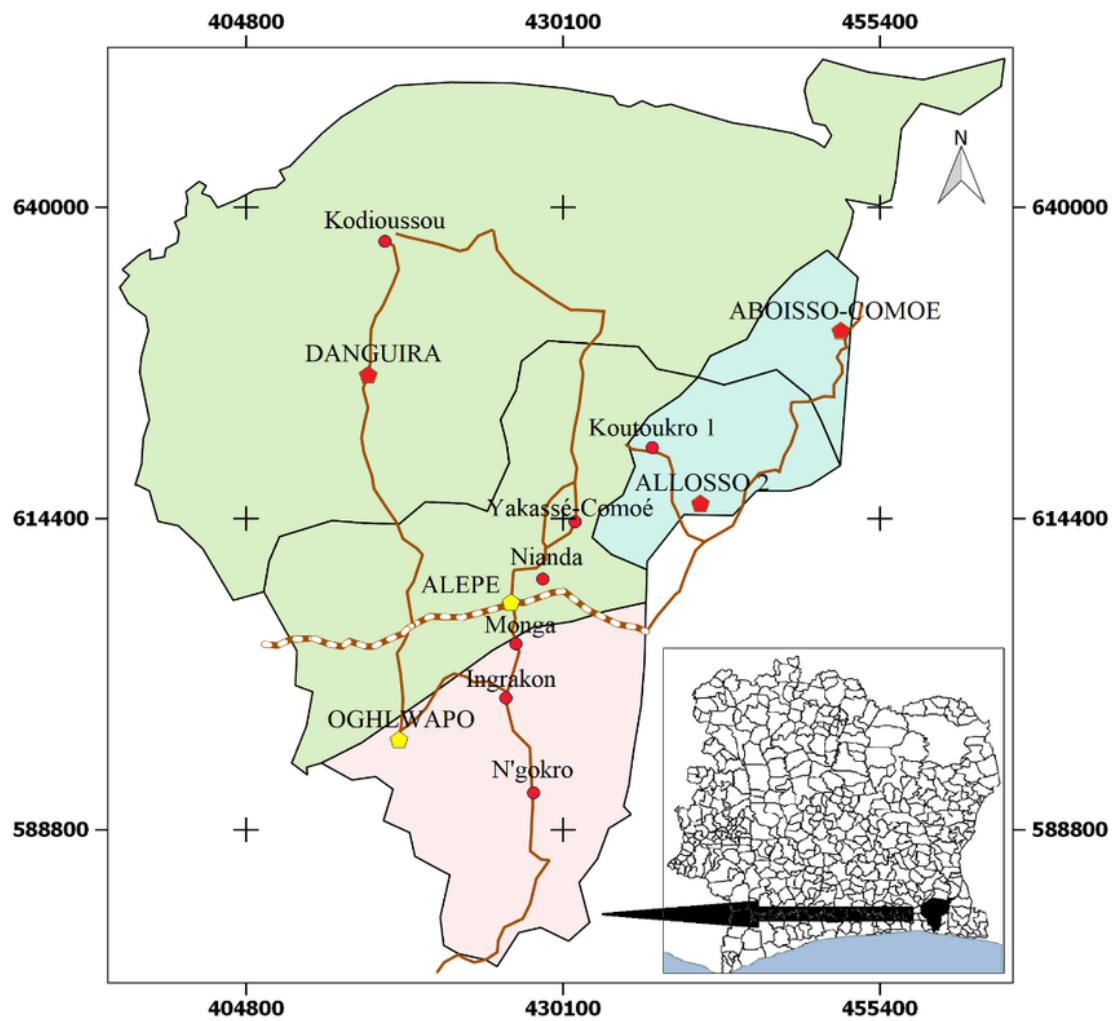 404800 430100 455400
N
640000 640000
Kodioussou
ABOISSO-COMOE
DANGUIRA
Koutoukro 1
ALLOSSO 2
Yakassé-Comoé
614400 614400
Nianda
ALEPE
Monga
Ingrakon
OGHLWAPO
N'gokro
588800 588800
404800 430100 455400